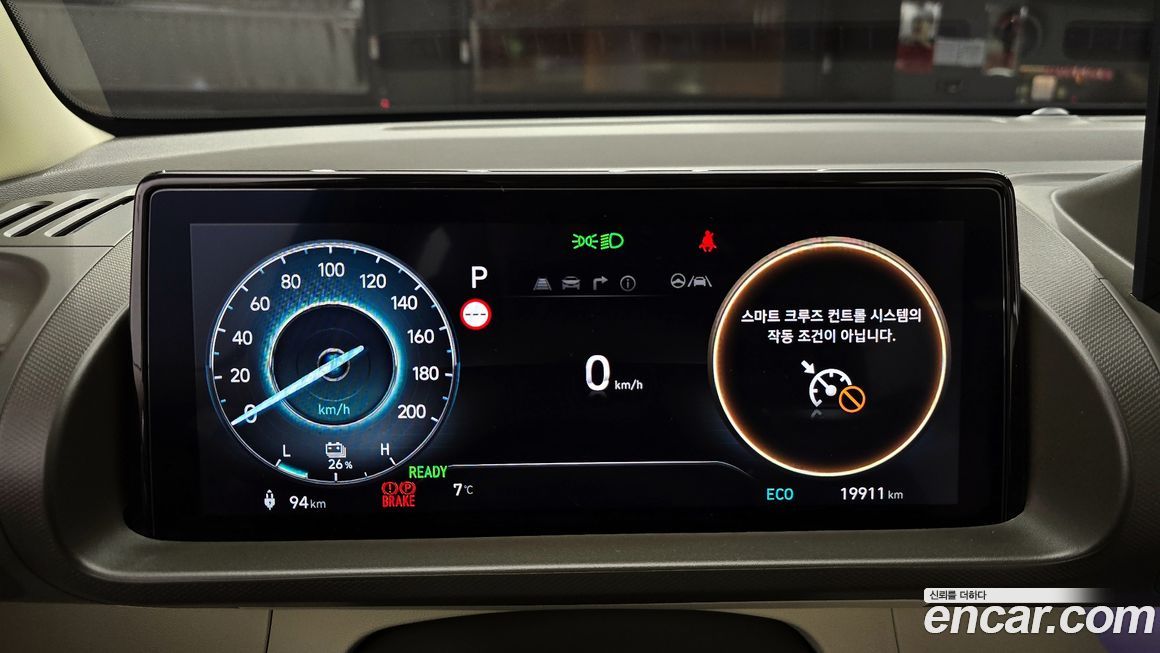 100
80
120
60
140
40
160
20
180
0
200
km/h
L
H
26%
READY
94km
BRAKE
7℃
P
0 km/h
스마트 크루즈 컨트롤 시스템의
작동 조건이 아닙니다.
ECO
19911 km
신뢰를 더하다
encar.com